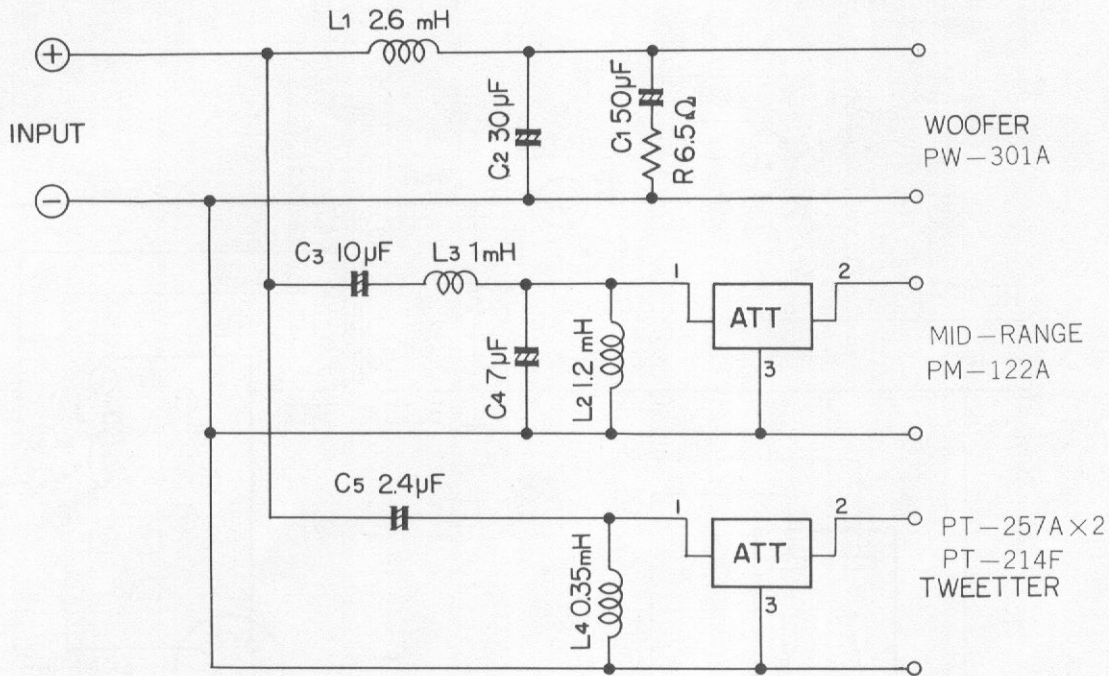 L1 2.6 mH
+
INPUT
−
C2 30µF
C1 50µF
R 6.5Ω
WOOFER
PW−301A
C3 10µF
L3 1mH
C4 7µF
L2 1.2 mH
1
ATT
2
3
MID−RANGE
PM−122A
C5 2.4µF
L4 0.35mH
1
ATT
2
3
PT−257A×2
PT−214F
TWEETTER